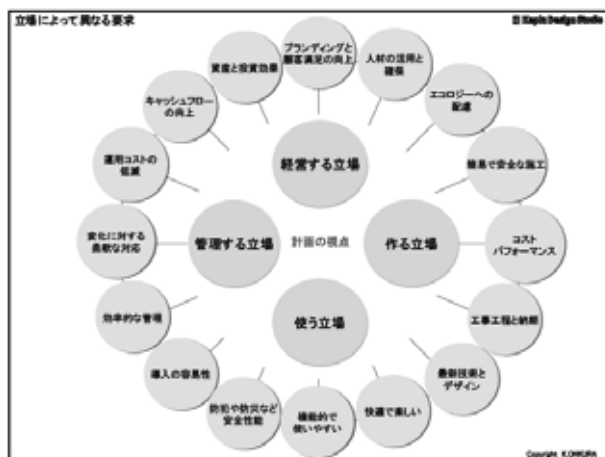 立場によって異なる要求
Kapin Design Studio
ブランディングと
顧客満足の向上
人材の活用と
確保
エコロジーへの
配慮
簡易で安全な施工
コスト
パフォーマンス
工事工程と納期
最新技術と
デザイン
快適で楽しい
機能的で
使いやすい
防犯や防災など
安全性能
導入の容易性
効率的な管理
変化に対する
柔軟な対応
運用コストの
低減
キャッシュフロー
の向上
資産と投資効果
経営する立場
管理する立場
計画の視点
作る立場
使う立場
Copyright K.OHKURA